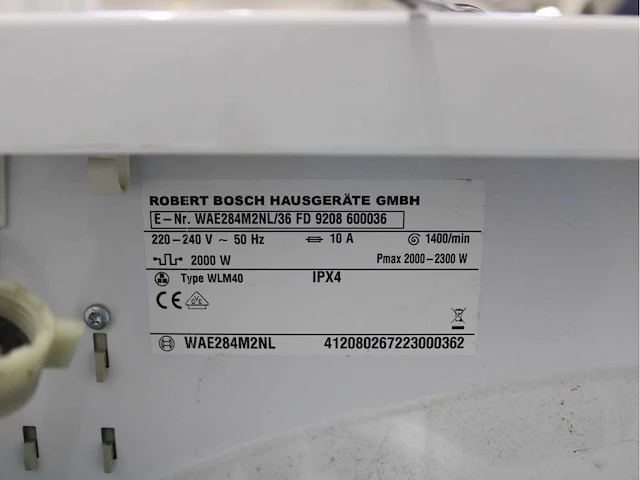 ROBERT BOSCH HAUSGERÄTE GMBH
E-Nr. WAE284M2NL/36 FD 9208 600036
220-240 V ~ 50 Hz 10 A 1400/min
2000 W Pmax 2000-2300 W
Type WLM40 IPX4
CE
WAE284M2NL 412080267223000362